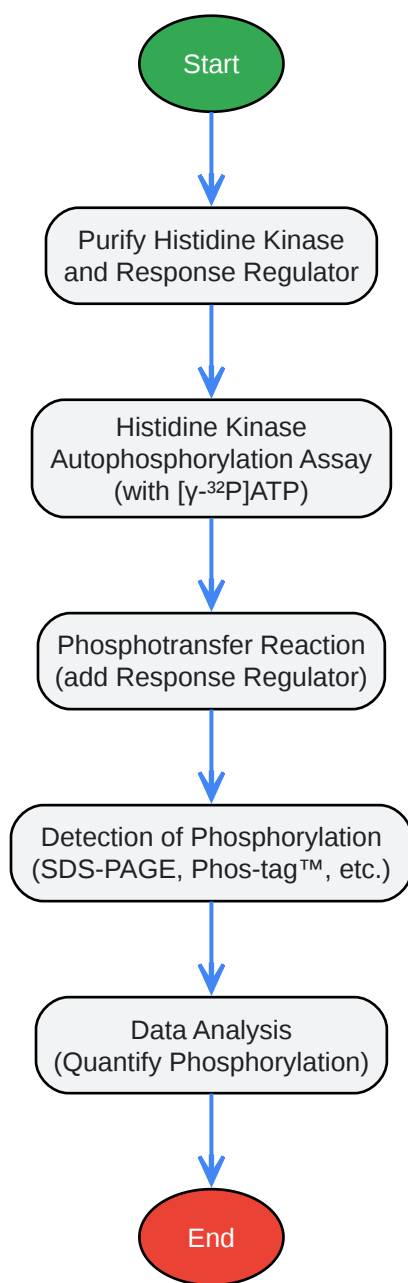 Start
Purify Histidine Kinase
and Response Regulator
Histidine Kinase
Autophosphorylation Assay
(with [γ-³²P]ATP)
Phosphotransfer Reaction
(add Response Regulator)
Detection of Phosphorylation
(SDS-PAGE, Phos-tag™, etc.)
Data Analysis
(Quantify Phosphorylation)
End